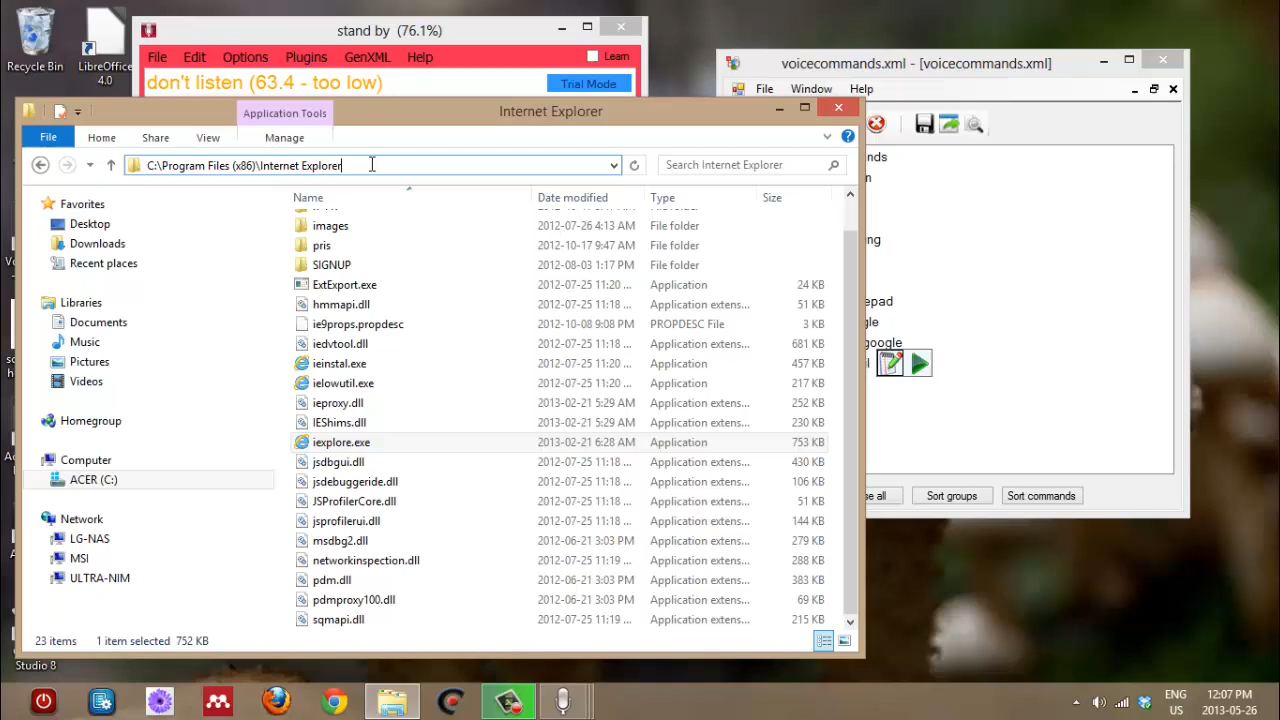 Recycle Bin
LibreOffice
4.0
stand by (76.1%)
File Edit Options Plugins GenXML Help Learn
don't listen (63.4 - too low) Trial Mode
voicecommands.xml - [voicecommands.xml]
File Window Help
Application Tools
Internet Explorer
File Home Share View Manage
C:\Program Files (x86)\Internet Explorer
Search Internet Explorer
Name Date modified Type Size
Favorites
Desktop
Downloads
Recent places
Libraries
Documents
Music
Pictures
Videos
Homegroup
Computer
ACER (C:)
Network
LG-NAS
MSI
ULTRA-NIM
images 2012-07-26 4:13 AM File folder
pris 2012-10-17 9:47 AM File folder
SIGNUP 2012-08-03 1:17 PM File folder
ExtExport.exe 2012-07-25 11:20 ... Application 24 KB
hmmapi.dll 2012-07-25 11:18 ... Application extens... 51 KB
ie9props.propdesc 2012-10-08 9:08 PM PROPDESC File 3 KB
iedvtool.dll 2012-07-25 11:18 ... Application extens... 681 KB
ieinstal.exe 2012-07-25 11:20 ... Application 457 KB
ielowutil.exe 2012-07-25 11:20 ... Application 217 KB
ieproxy.dll 2013-02-21 5:29 AM Application extens... 252 KB
IEShims.dll 2013-02-21 5:29 AM Application extens... 230 KB
iexplore.exe 2013-02-21 6:28 AM Application 753 KB
jsdbgui.dll 2012-07-25 11:18 ... Application extens... 430 KB
jsdebuggeride.dll 2012-07-25 11:18 ... Application extens... 106 KB
JSProfilerCore.dll 2012-07-25 11:18 ... Application extens... 51 KB
jsprofilerui.dll 2012-07-25 11:18 ... Application extens... 144 KB
msdbg2.dll 2012-06-21 3:03 PM Application extens... 279 KB
networkinspection.dll 2012-07-25 11:19 ... Application extens... 288 KB
pdm.dll 2012-06-21 3:03 PM Application extens... 383 KB
pdmproxy100.dll 2012-06-21 3:03 PM Application extens... 69 KB
sqmapi.dll 2012-07-25 11:19 ... Application extens... 215 KB
23 items 1 item selected 752 KB
ands
n
ng
epad
gle
google
l
se all Sort groups Sort commands
Studio 8
ENG
US
12:07 PM
2013-05-26